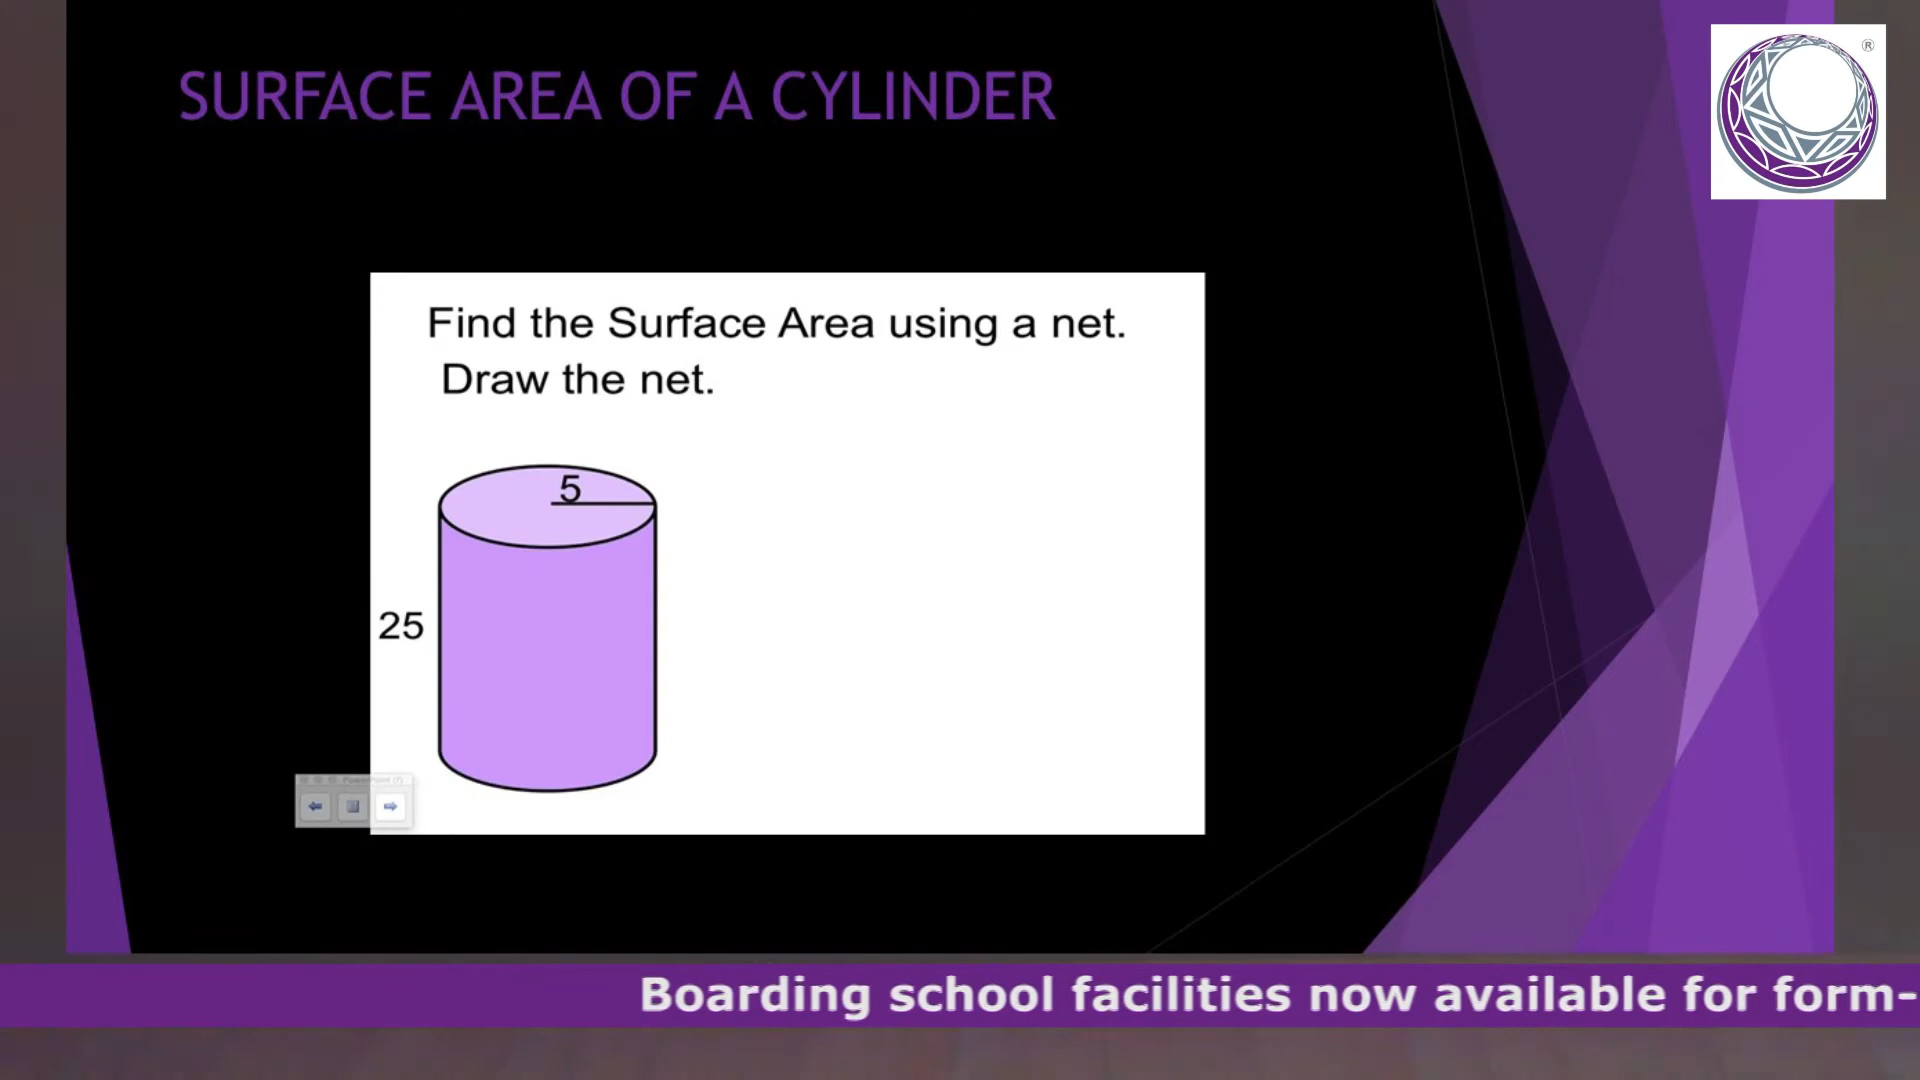 SURFACE AREA OF A CYLINDER
®
Find the Surface Area using a net.
Draw the net.
5
25
Boarding school facilities now available for form-